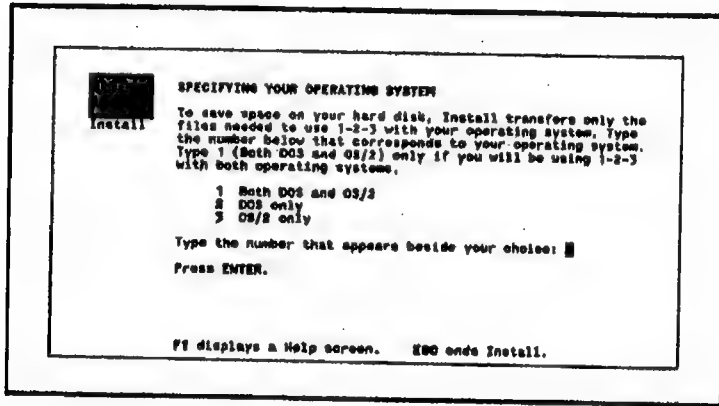 Install
SPECIFYING YOUR OPERATING SYSTEM
To save space on your hard disk, Install transfers only the
files needed to use 1-2-3 with your operating system. Type
the number below that corresponds to your operating system.
Type 1 (Both DOS and OS/2) only if you will be using 1-2-3
with both operating systems.
1 Both DOS and OS/2
2 DOS only
3 OS/2 only
Type the number that appears beside your choice:
Press ENTER.
F1 displays a Help screen. ESC ends Install.